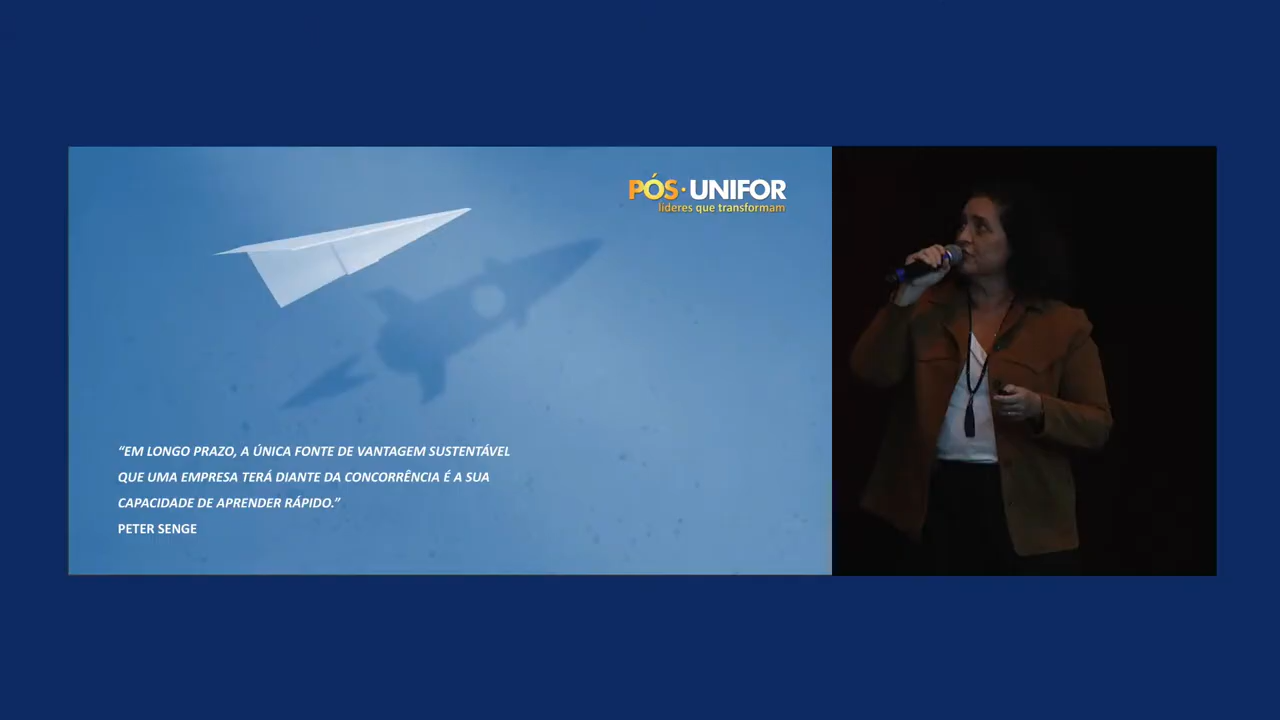 PÓS·UNIFOR
líderes que transformam
“EM LONGO PRAZO, A ÚNICA FONTE DE VANTAGEM SUSTENTÁVEL
QUE UMA EMPRESA TERÁ DIANTE DA CONCORRÊNCIA É A SUA
CAPACIDADE DE APRENDER RÁPIDO.”
PETER SENGE